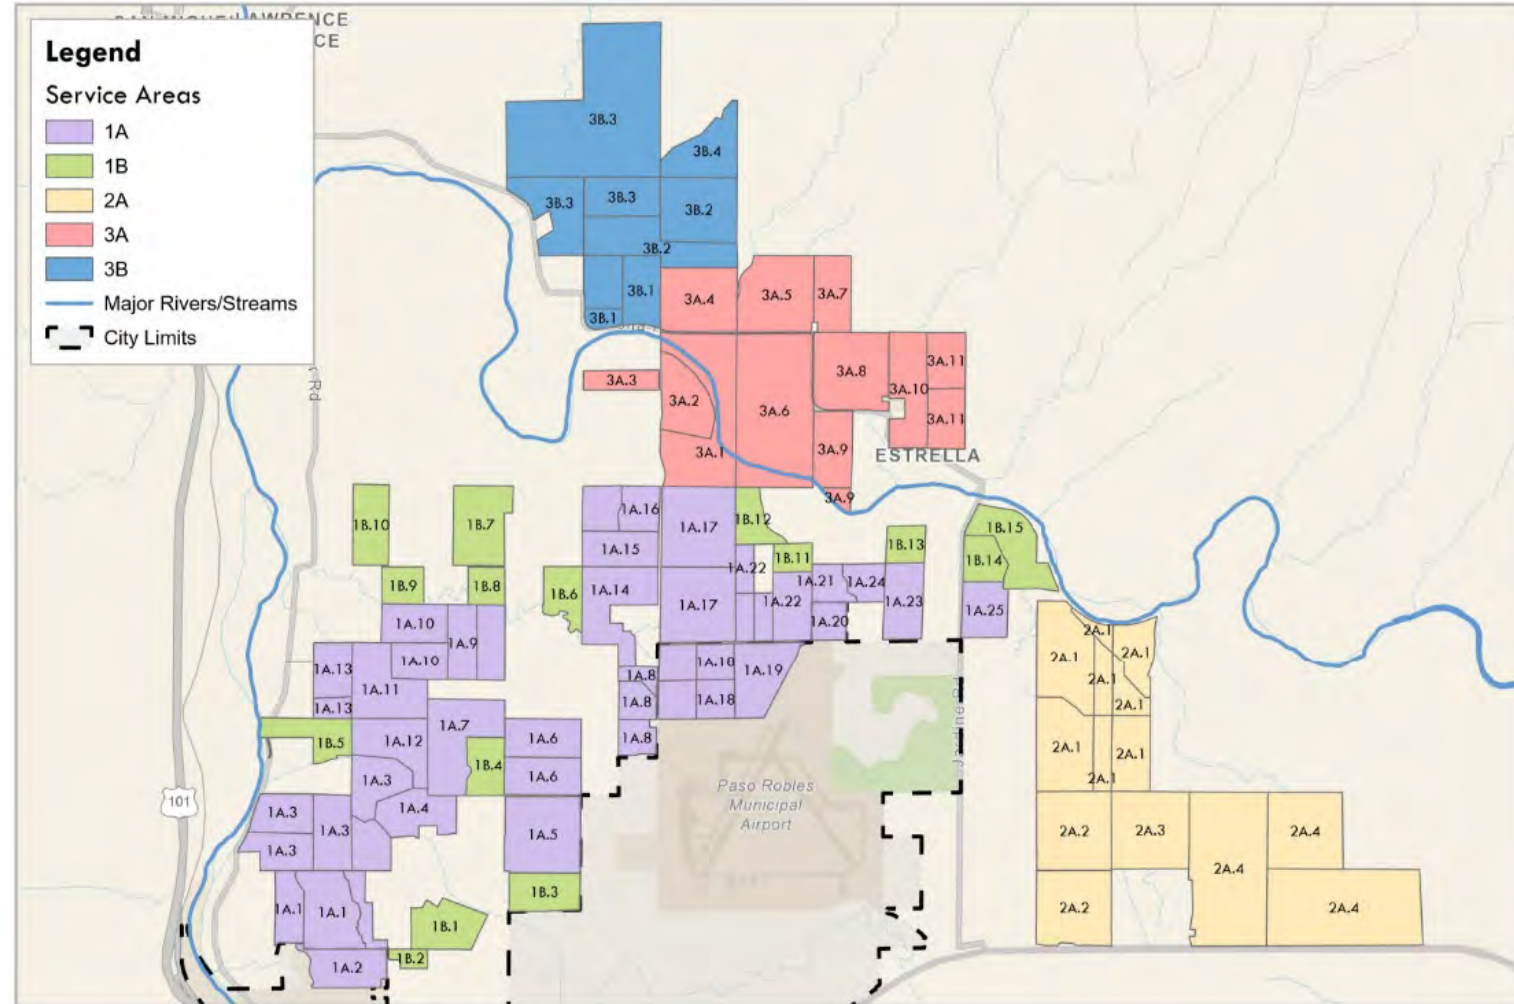 LAWRENCE
CE
Legend
Service Areas
1A
1B
2A
3A
3B
Major Rivers/Streams
City Limits
Rd
101
3B.3
3B.4
3B.3
3B.3
3B.2
3B.2
3B.1
3B.1
3A.4
3A.5
3A.7
3A.3
3A.2
3A.8
3A.11
3A.10
3A.6
3A.11
3A.1
3A.9
ESTRELLA
3A.9
1B.10
1B.7
1A.16
1A.17
1B.12
1B.13
1B.15
1A.15
1B.11
1B.14
1B.9
1B.8
1B.6
1A.14
1A.22
1A.21
1A.24
1A.17
1A.22
1A.23
1A.25
1A.10
1A.9
1A.20
1A.10
1A.13
1A.11
1A.8
1A.10
1A.19
1A.8
1A.18
1A.13
1A.7
1A.8
1B.5
1A.12
1A.6
1B.4
1A.6
1A.3
1A.3
1A.4
1A.3
1A.5
1A.3
1B.3
1A.1
1A.1
1B.1
1B.2
1A.2
Paso Robles
Municipal
Airport
2A.1
2A.1
2A.1
2A.1
2A.1
2A.1
2A.1
2A.1
2A.2
2A.3
2A.4
2A.4
2A.2
2A.4